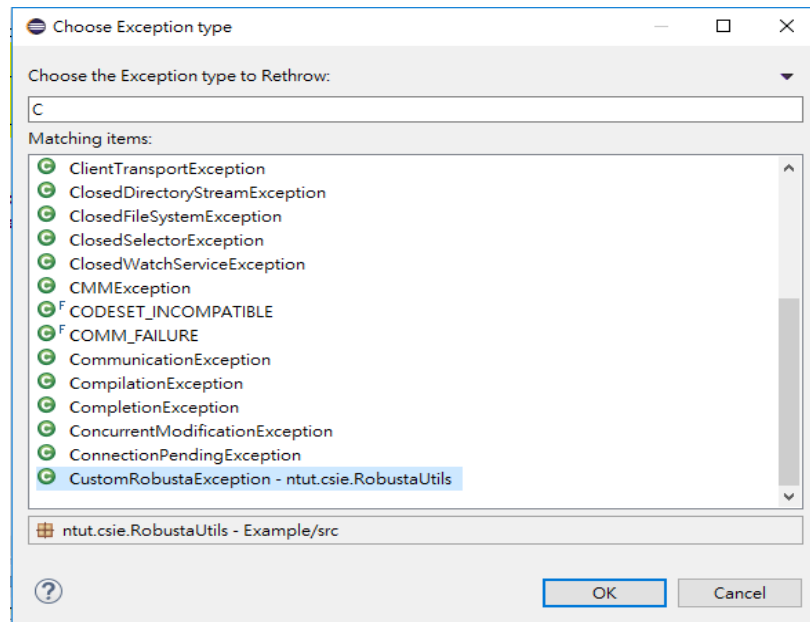 Choose Exception type
Choose the Exception type to Rethrow:
C
Matching items:
ClientTransportException
ClosedDirectoryStreamException
ClosedFileSystemException
ClosedSelectorException
ClosedWatchServiceException
CMMException
F CODESET_INCOMPATIBLE
F COMM_FAILURE
CommunicationException
CompilationException
CompletionException
ConcurrentModificationException
ConnectionPendingException
CustomRobustaException - ntut.csie.RobustaUtils
ntut.csie.RobustaUtils - Example/src
? OK Cancel